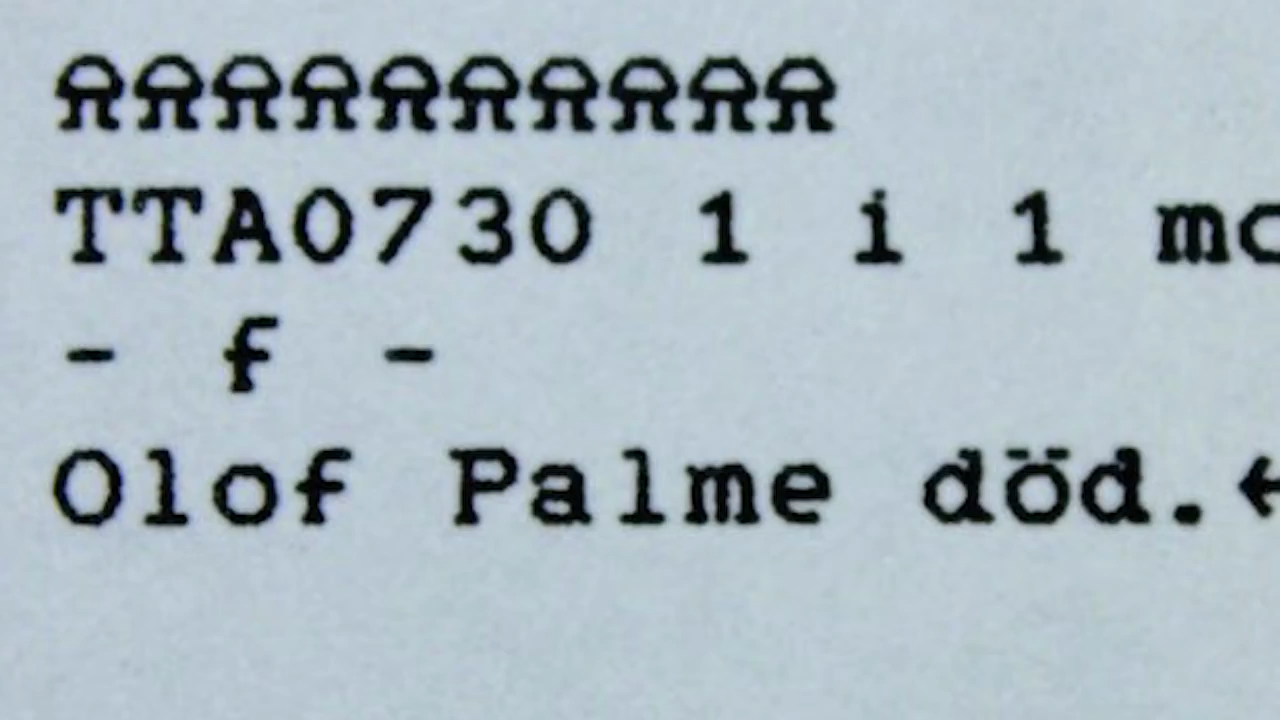 ⍾⍾⍾⍾⍾⍾⍾⍾⍾⍾
TTA0730 1 i 1
- f -
Olof Palme död.←